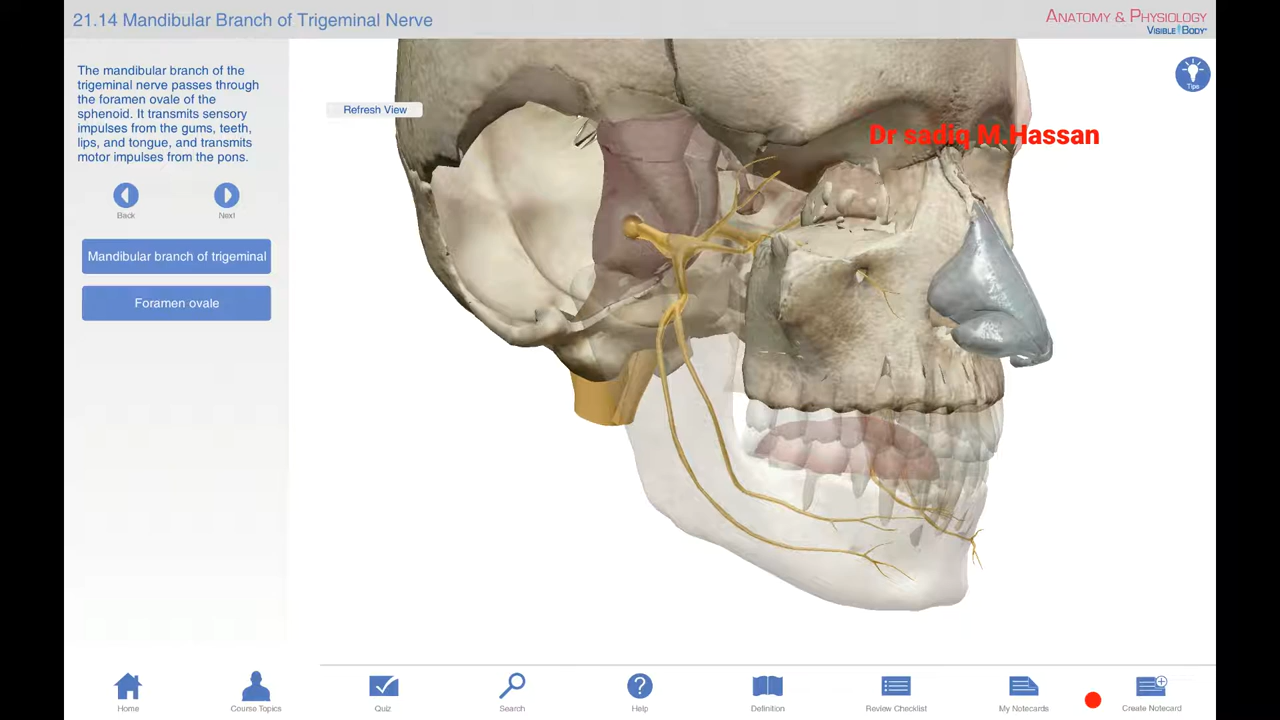 21.14 Mandibular Branch of Trigeminal Nerve
ANATOMY & PHYSIOLOGY
VISIBLE BODY®
The mandibular branch of the
trigeminal nerve passes through
the foramen ovale of the
sphenoid. It transmits sensory
impulses from the gums, teeth,
lips, and tongue, and transmits
motor impulses from the pons.
Back
Next
Mandibular branch of trigeminal
Foramen ovale
Refresh View
Tips
Dr sadiq M.Hassan
Home
Course Topics
Quiz
Search
Help
Definition
Review Checklist
My Notecards
Create Notecard